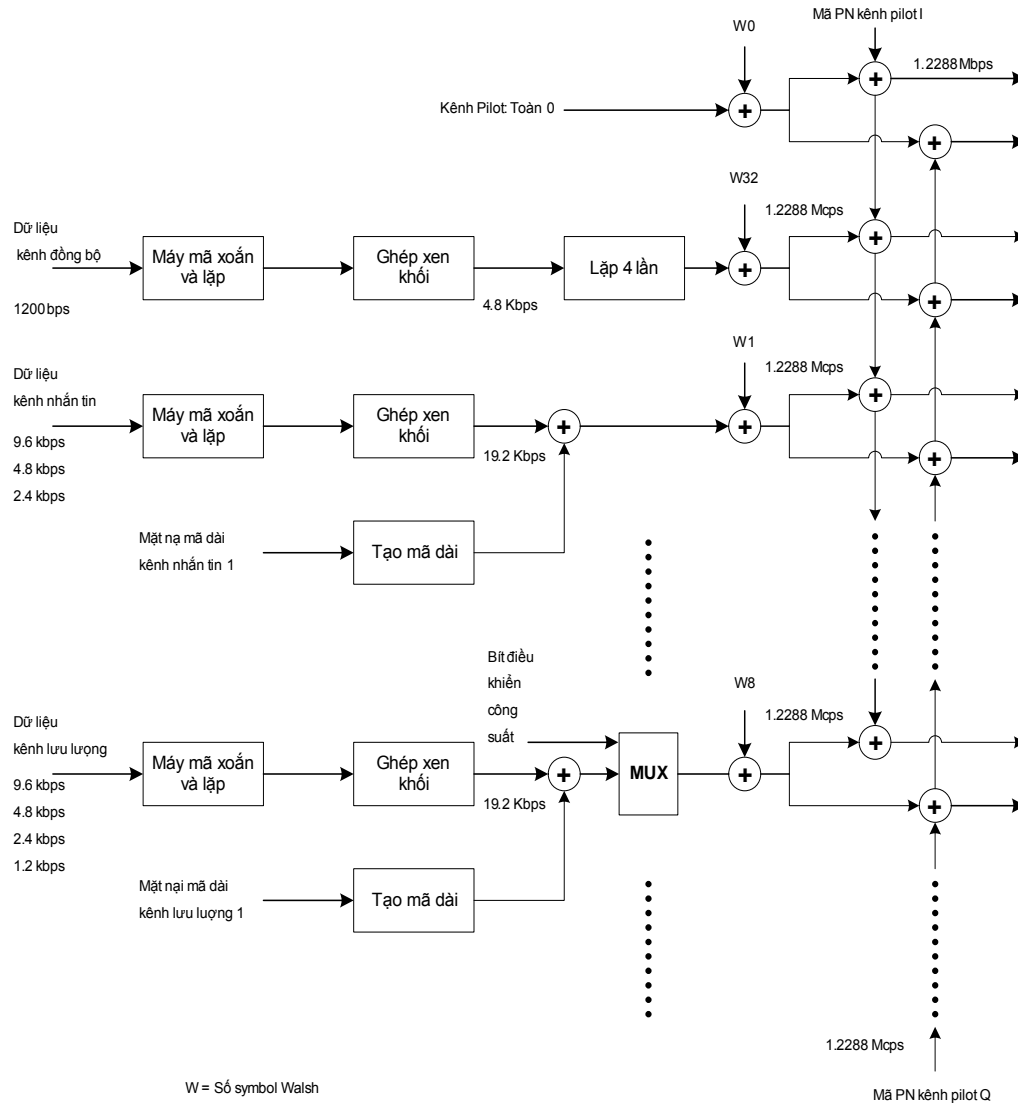 Mã PN kênh pilot I
W0
1.2288 Mbps
Kênh Pilot: Toàn 0
+
+
+
W32
1.2288 Mcps
Dữ liệu
kênh đồng bộ
1200 bps
Máy mã xoắn
và lặp
Ghép xen
khối
4.8 Kbps
Lặp 4 lần
+
+
+
W1
1.2288 Mcps
Dữ liệu
kênh nhắn tin
9.6 kbps
4.8 kbps
2.4 kbps
Máy mã xoắn
và lặp
Ghép xen
khối
19.2 Kbps
+
+
+
+
Mặt nạ mã dài
kênh nhắn tin 1
Tạo mã dài
Bít điều
khiển
công
suất
W8
1.2288 Mcps
Dữ liệu
kênh lưu lượng
9.6 kbps
4.8 kbps
2.4 kbps
1.2 kbps
Máy mã xoắn
và lặp
Ghép xen
khối
19.2 Kbps
+
MUX
+
+
+
Mặt nại mã dài
kênh lưu luợng 1
Tạo mã dài
1.2288 Mcps
W = Số symbol Walsh
Mã PN kênh pilot Q